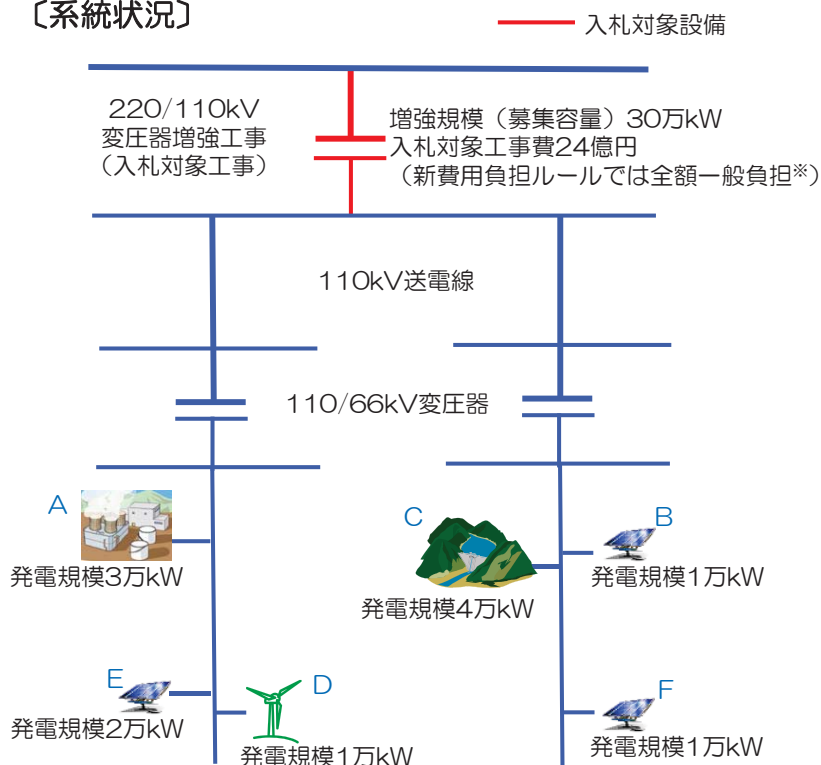 〔系統状況〕
入札対象設備
220/110kV
変圧器増強工事
（入札対象工事）
増強規模（募集容量）30万kW
入札対象工事費24億円
（新費用負担ルールでは全額一般負担※）
110kV送電線
110/66kV変圧器
A
発電規模3万kW
C
発電規模4万kW
B
発電規模1万kW
E
発電規模2万kW
D
発電規模1万kW
F
発電規模1万kW